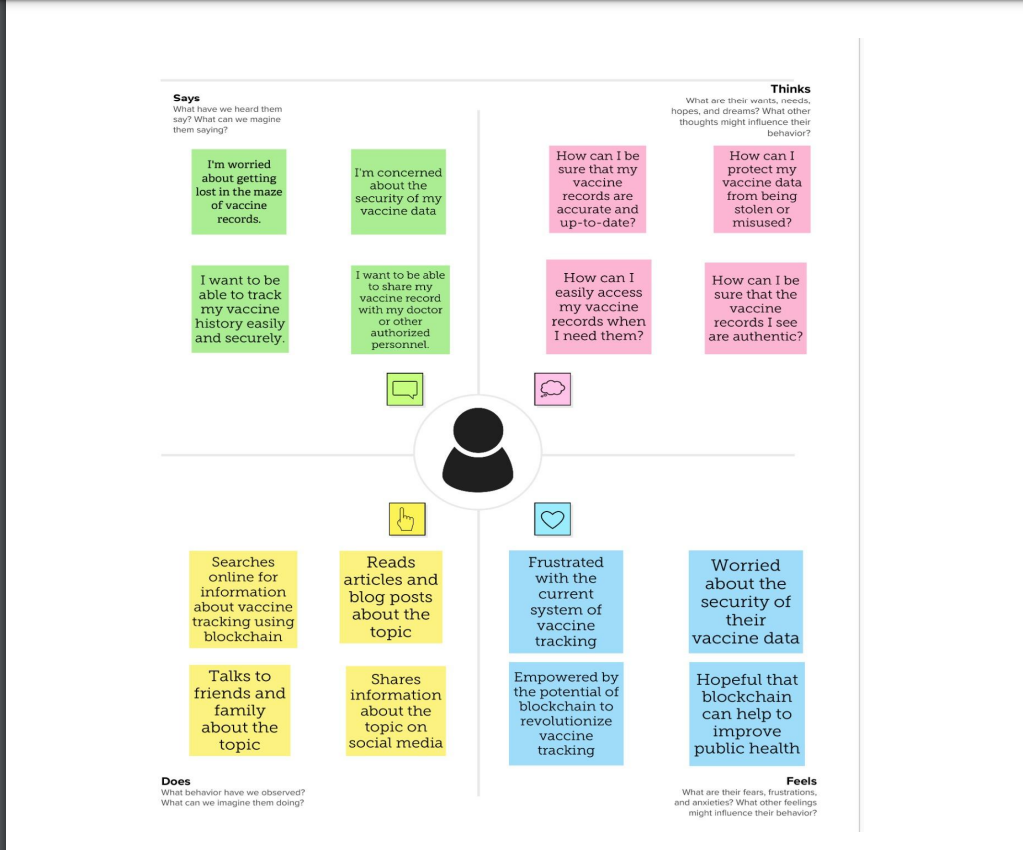 Says
What have we heard them
say? What can we magine
them saying?
Thinks
What are their wants, needs,
hopes, and dreams? What other
thoughts might influence their
behavior?
I'm worried
about getting
lost in the maze
of vaccine
records.
I'm concerned
about the
security of my
vaccine data
How can I be
sure that my
vaccine
records are
accurate and
up-to-date?
How can I
protect my
vaccine data
from being
stolen or
misused?
I want to be
able to track
my vaccine
history easily
and securely.
I want to be able
to share my
vaccine record
with my doctor
or other
authorized
personnel.
How can I
easily access
my vaccine
records when
I need them?
How can I be
sure that the
vaccine
records I see
are authentic?
Searches
online for
information
about vaccine
tracking using
blockchain
Reads
articles and
blog posts
about the
topic
Frustrated
with the
current
system of
vaccine
tracking
Worried
about the
security of
their
vaccine data
Talks to
friends and
family
about the
topic
Shares
information
about the
topic on
social media
Empowered by
the potential of
blockchain to
revolutionize
vaccine
tracking
Hopeful that
blockchain
can help to
improve
public health
Does
What behavior have we observed?
What can we imagine them doing?
Feels
What are their fears, frustrations,
and anxieties? What other feelings
might influence their behavior?